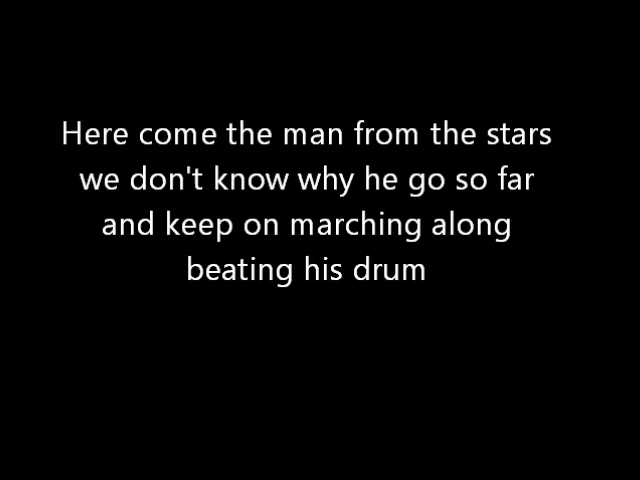 Here come the man from the stars
we don't know why he go so far
and keep on marching along
beating his drum